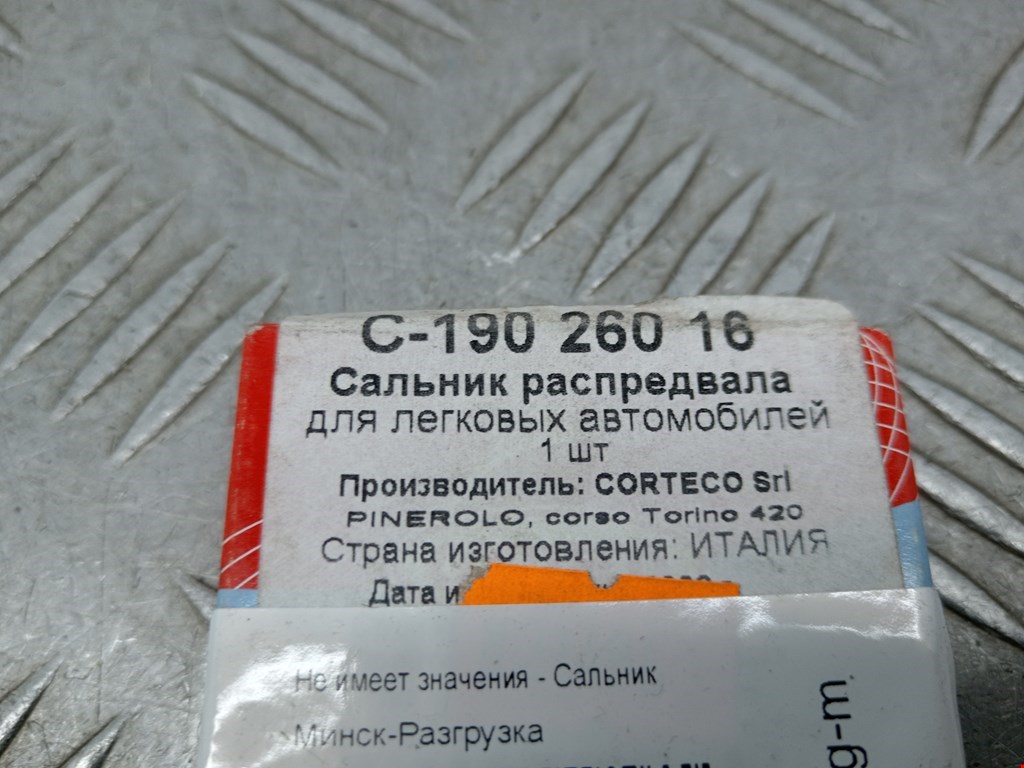 C-190 260 16
Сальник распредвала
для легковых автомобилей
1 шт
Производитель: CORTECO Srl
PINEROLO, corso Torino 420
Страна изготовления: ИТАЛИЯ
Дата
Не имеет значения - Сальник
Минск-Разгрузка
g-m